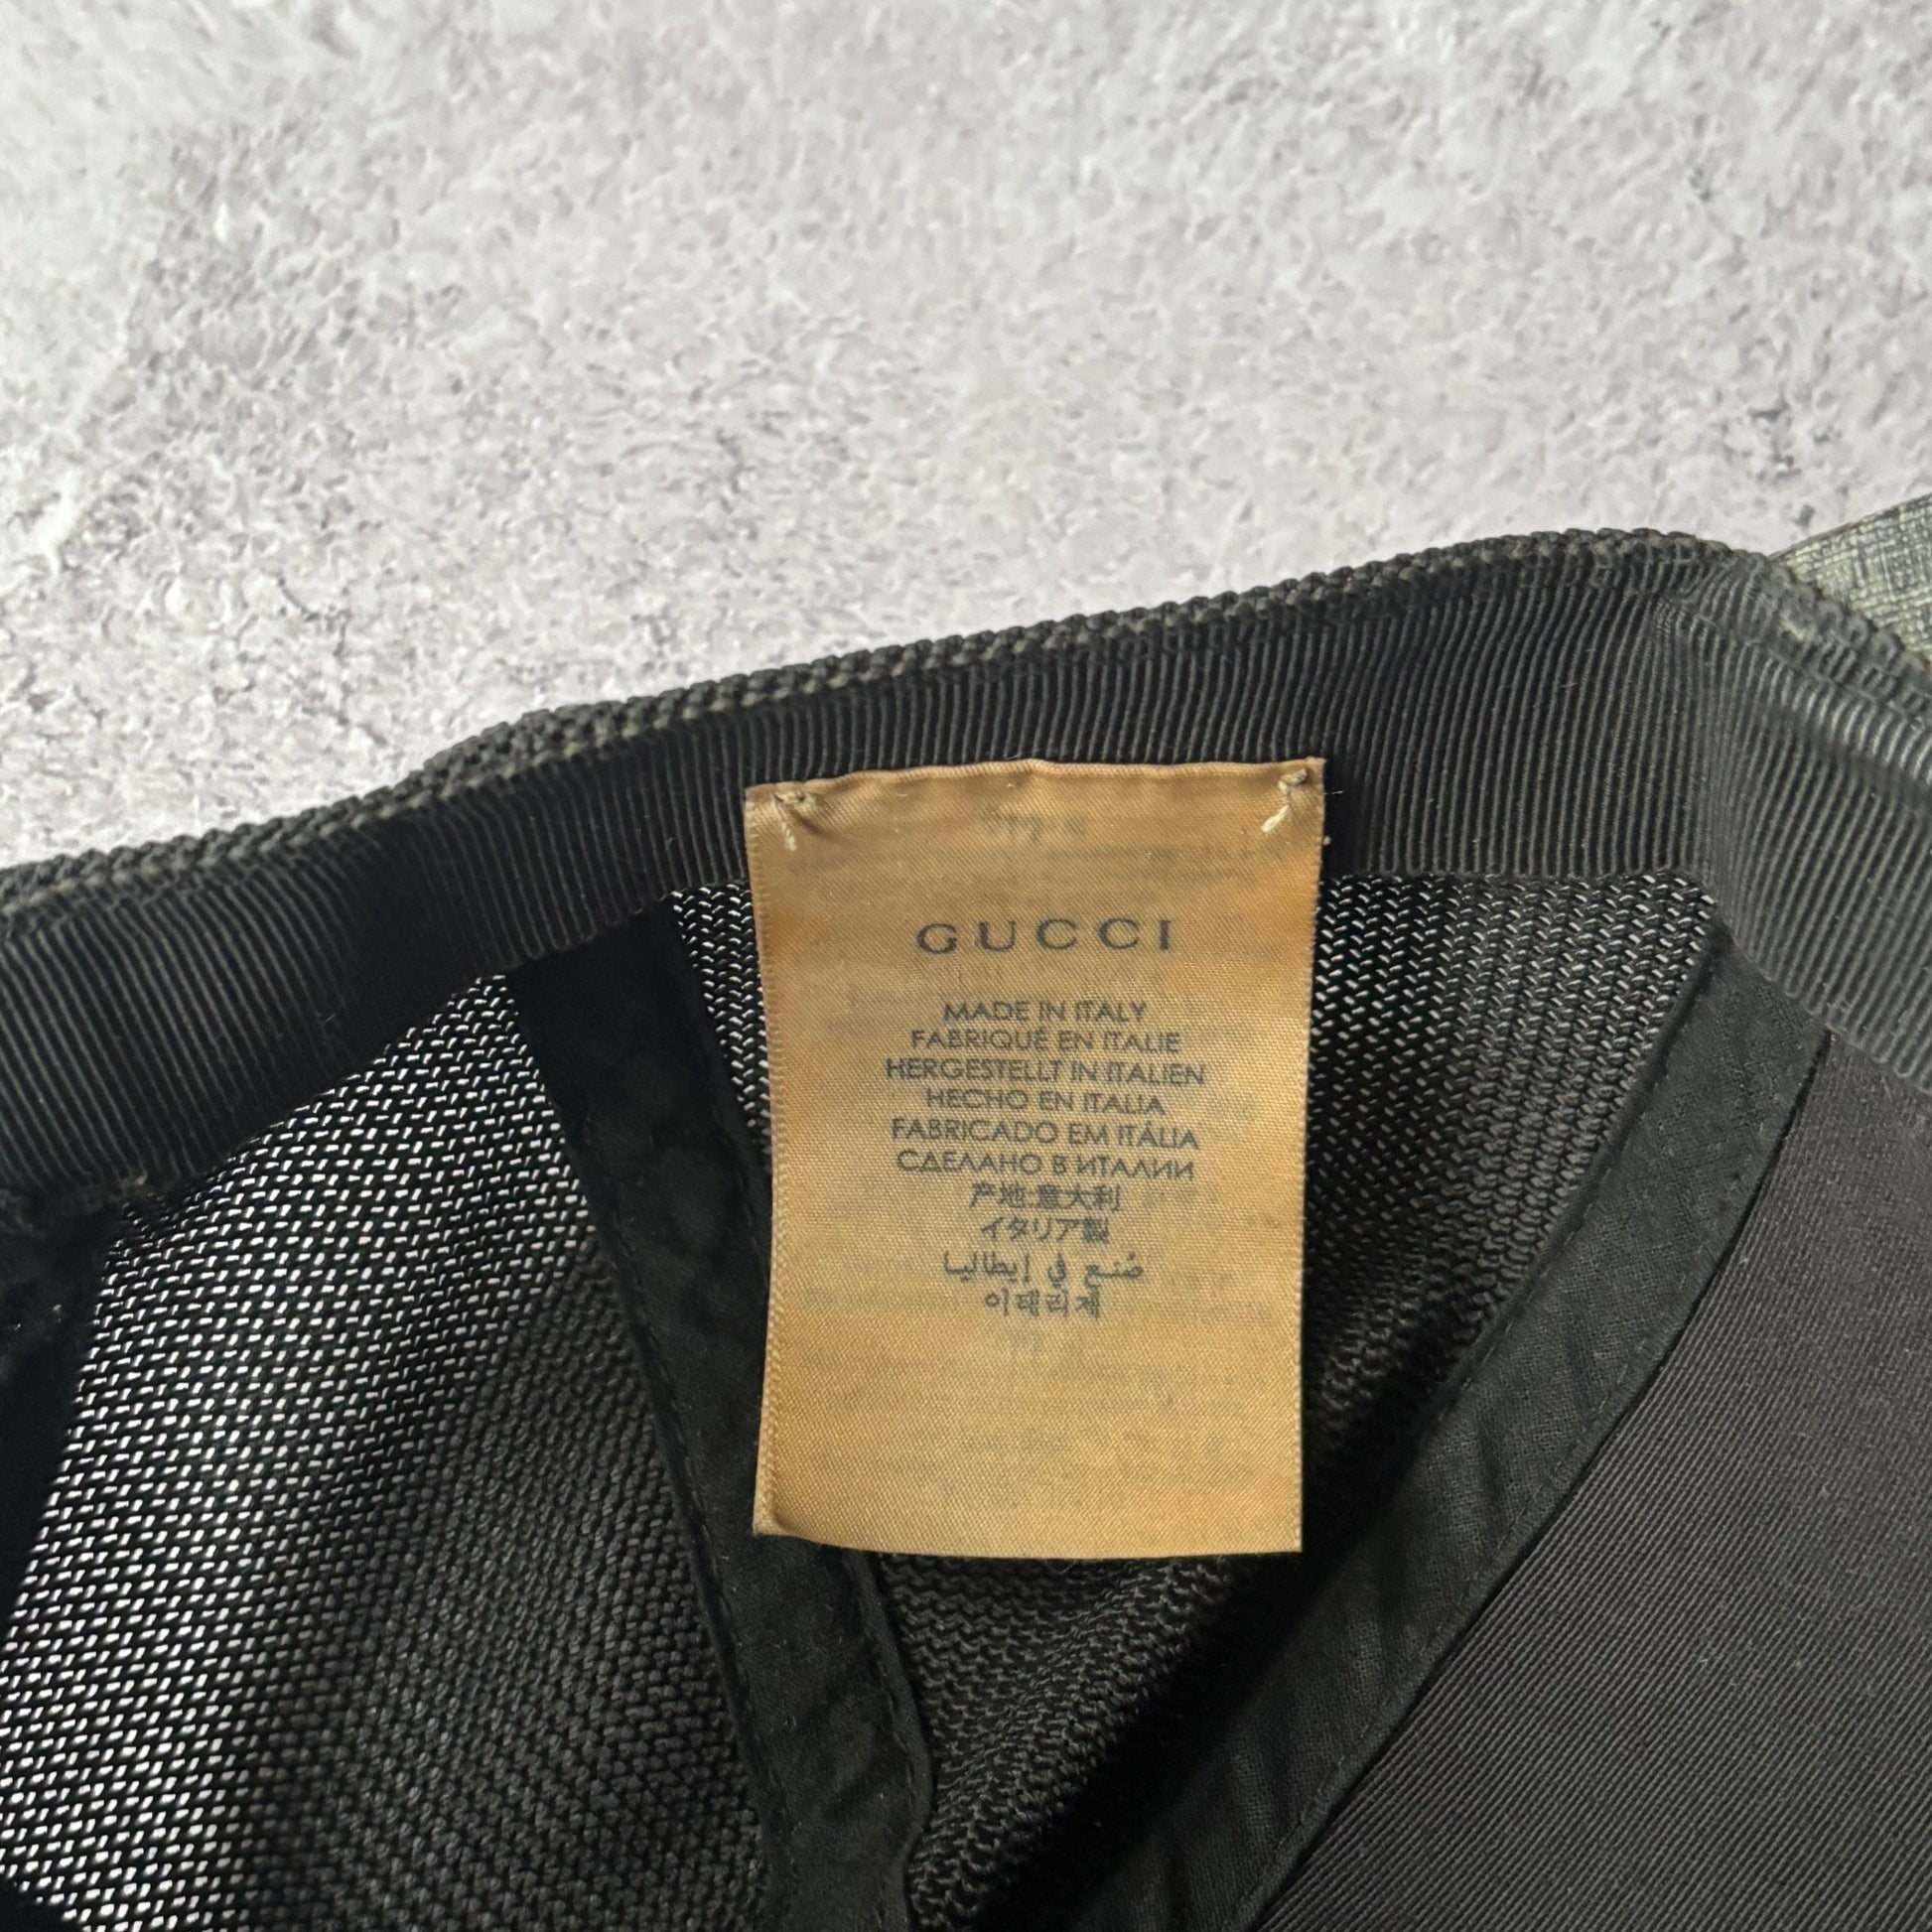 GUCCI
MADE IN ITALY
FABRIQUÉ EN ITALIE
HERGESTELLT IN ITALIEN
HECHO EN ITALIA
FABRICADO EM ITÁLIA
СДЕЛАНО В ИТАЛИИ
产地:意大利
イタリア製
صُنع في إيطاليا
이태리제